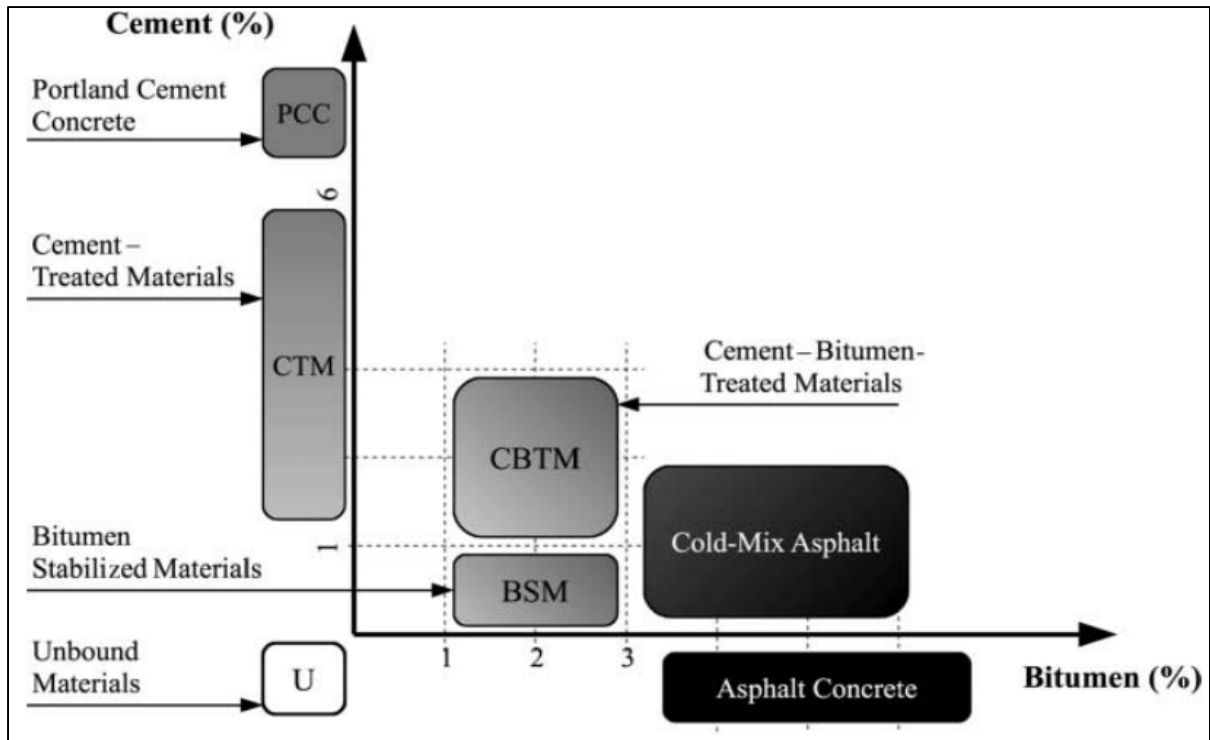 Cement (%)
Portland Cement
Concrete
PCC
6
Cement–
Treated Materials
CTM
Cement–Bitumen-
Treated Materials
CBTM
Cold-Mix Asphalt
Bitumen
Stabilized Materials
1
BSM
Unbound
Materials
U
1
2
3
Asphalt Concrete
Bitumen (%)